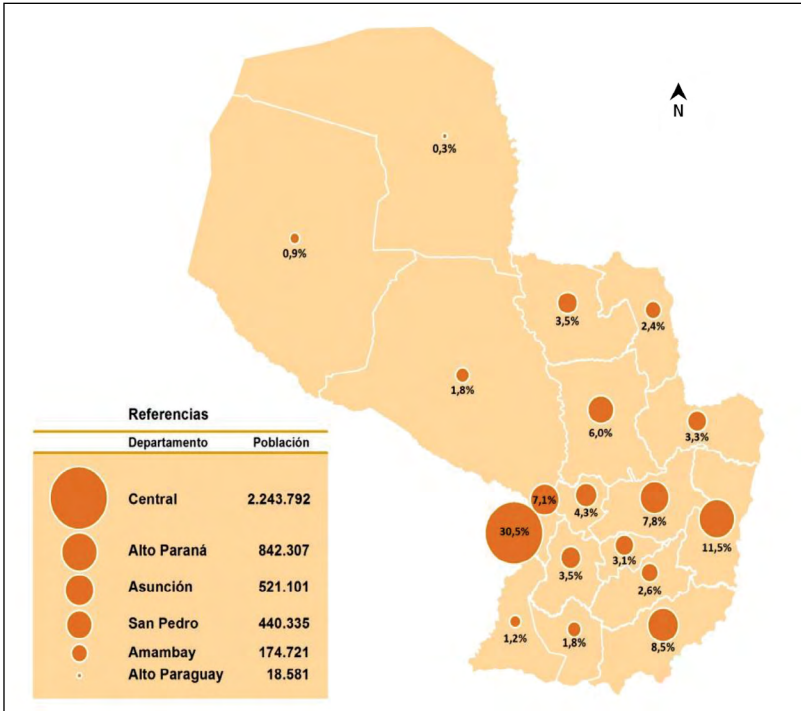 N
0,3%
0,9%
3,5%
2,4%
1,8%
6,0%
3,3%
7,1%
4,3%
7,8%
30,5%
11,5%
3,1%
3,5%
2,6%
1,2%
1,8%
8,5%
Referencias
Departamento Población
Central 2.243.792
Alto Paraná 842.307
Asunción 521.101
San Pedro 440.335
Amambay 174.721
Alto Paraguay 18.581